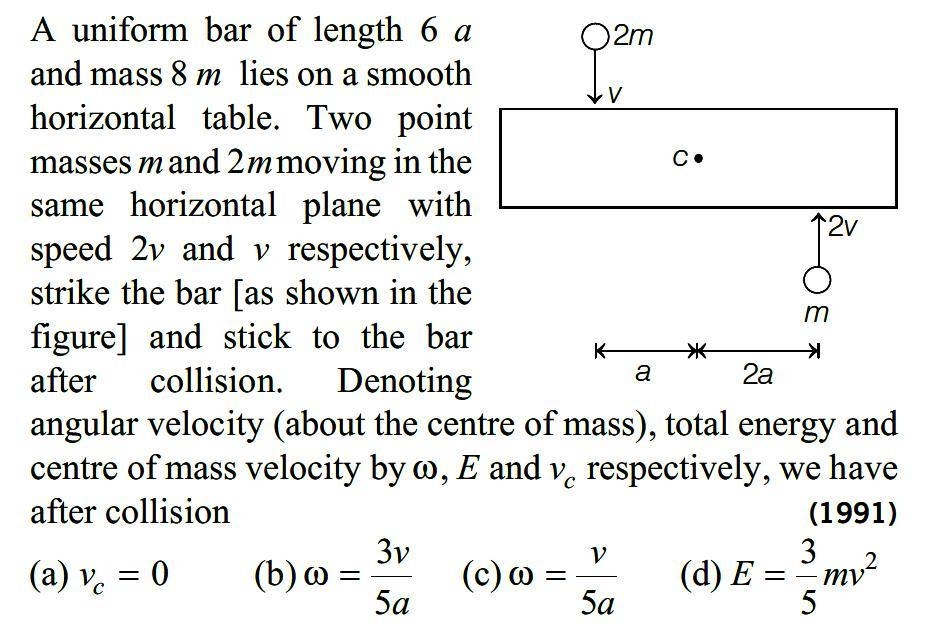 A uniform bar of length 6 a
and mass 8 m lies on a smooth
horizontal table. Two point
masses m and 2m moving in the
same horizontal plane with
speed 2v and v respectively,
strike the bar [as shown in the
figure] and stick to the bar
after collision. Denoting
2m
v
c
2v
m
a
2a
angular velocity (about the centre of mass), total energy and
centre of mass velocity by ω, E and v_c respectively, we have
after collision (1991)
(a) v_c = 0 (b) ω = 3v/5a (c) ω = v/5a (d) E = 3/5 mv²